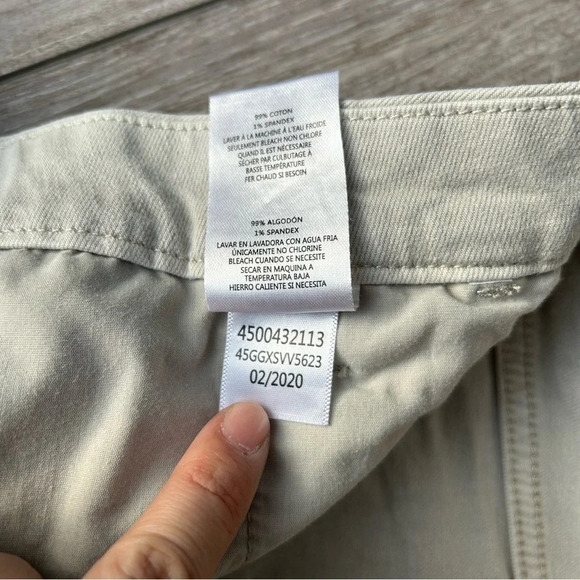 99% COTON
1% SPANDEX
LAVER À LA MACHINE À L'EAU FROIDE
SEULEMENT BLEACH NON CHLORE
QUAND IL EST NÉCESSAIRE
SÉCHER PAR CULBUTAGE À
BASSE TEMPÉRATURE
FER CHAUD SI BESOIN
99% ALGODÓN
1% SPANDEX
LAVAR EN LAVADORA CON AGUA FRIA
ÚNICAMENTE NO CHLORINE
BLEACH CUANDO SE NECESITE
SECAR EN MAQUINA A
TEMPERATURA BAJA
HIERRO CALIENTE SI NECESITA
4500432113
45GGXSVV5623
02/2020